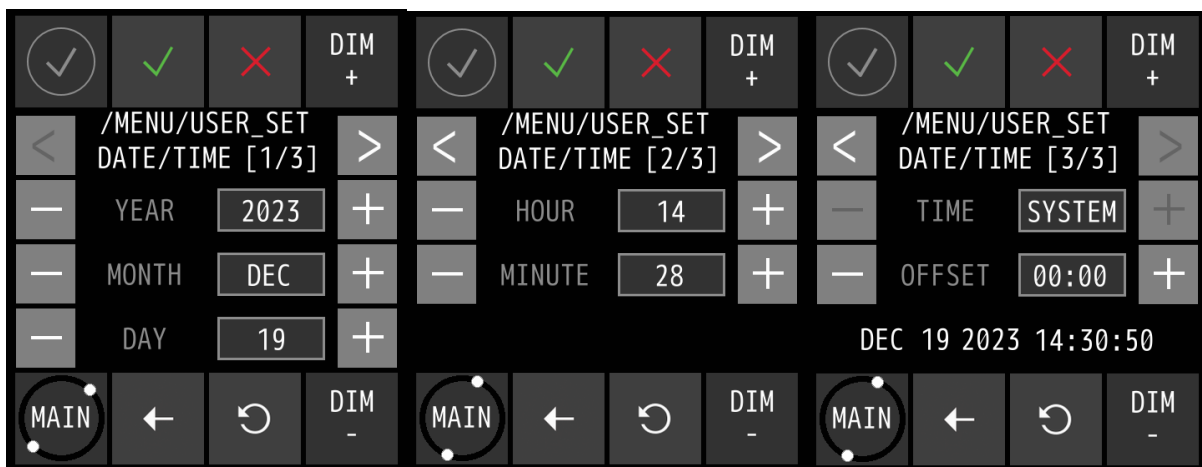 DIM
+
/MENU/USER_SET
< DATE/TIME [1/3] >
— YEAR 2023 +
— MONTH DEC +
— DAY 19 +
MAIN
DIM
-
DIM
+
/MENU/USER_SET
< DATE/TIME [2/3] >
— HOUR 14 +
— MINUTE 28 +
MAIN
DIM
-
DIM
+
/MENU/USER_SET
< DATE/TIME [3/3] >
— TIME SYSTEM +
— OFFSET 00:00 +
DEC 19 2023 14:30:50
MAIN
DIM
-